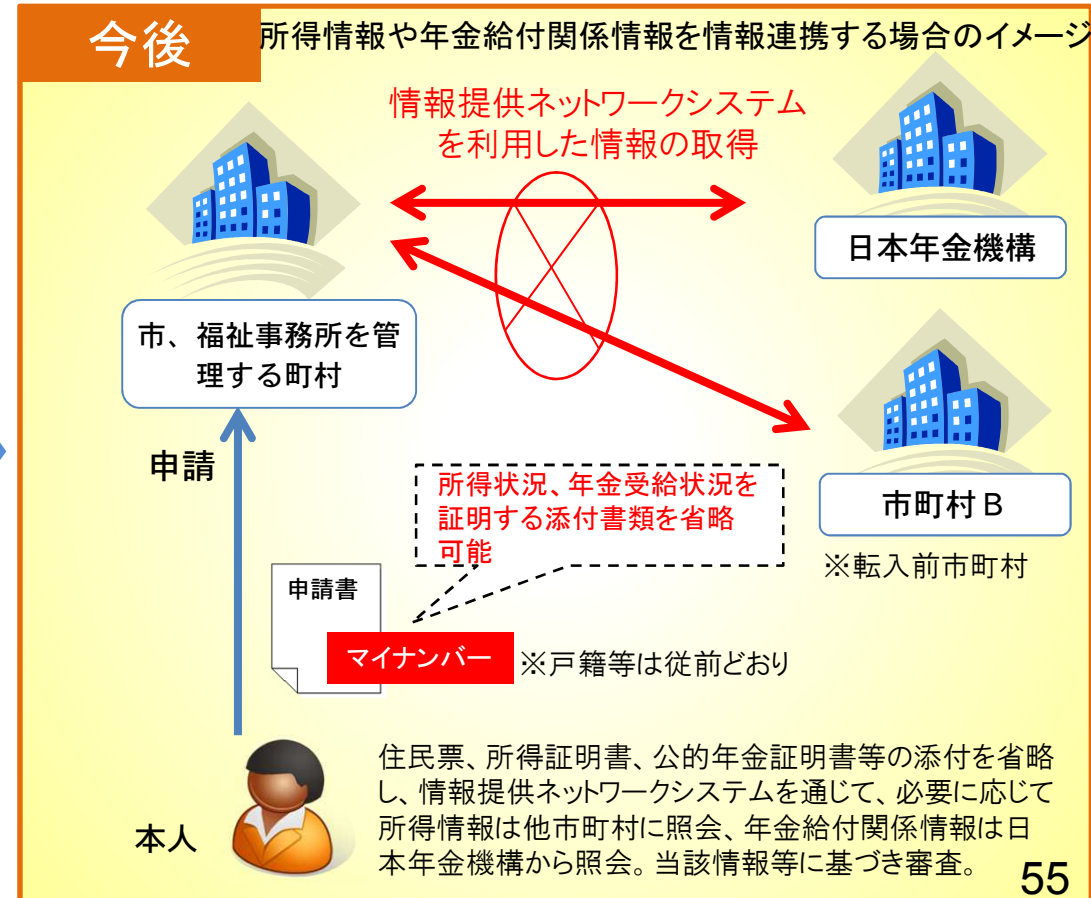 今後
所得情報や年金給付関係情報を情報連携する場合のイメージ
情報提供ネットワークシステム
を利用した情報の取得
日本年金機構
市、福祉事務所を管
理する町村
申請
所得状況、年金受給状況を
証明する添付書類を省略
可能
市町村B
※転入前市町村
申請書
マイナンバー
※戸籍等は従前どおり
本人
住民票、所得証明書、公的年金証明書等の添付を省略
し、情報提供ネットワークシステムを通じて、必要に応じて
所得情報は他市町村に照会、年金給付関係情報は日
本年金機構から照会。当該情報等に基づき審査。
55